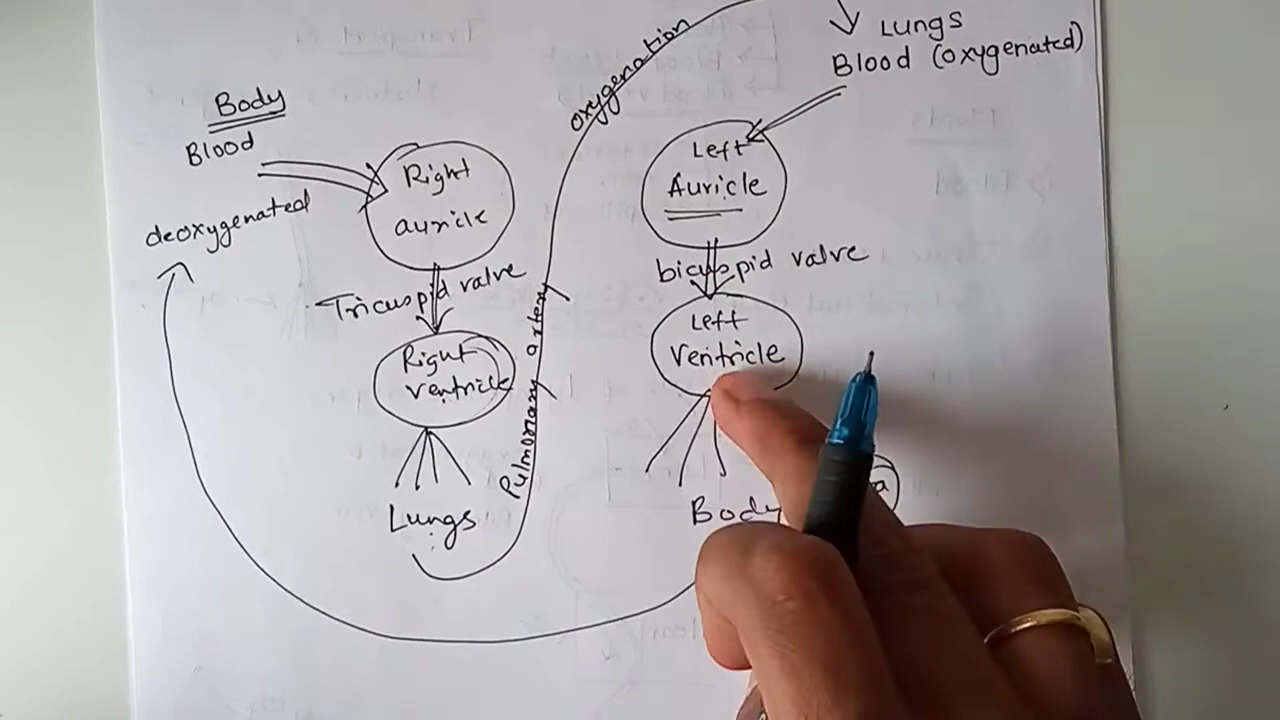 Body
Blood
deoxygenated
Right
auricle
Tricuspid valve
Right
ventricle
Lungs
Pulmonary artery
oxygenation
Lungs
Blood (oxygenated)
Left
Auricle
bicuspid valve
Left
Ventricle
Body